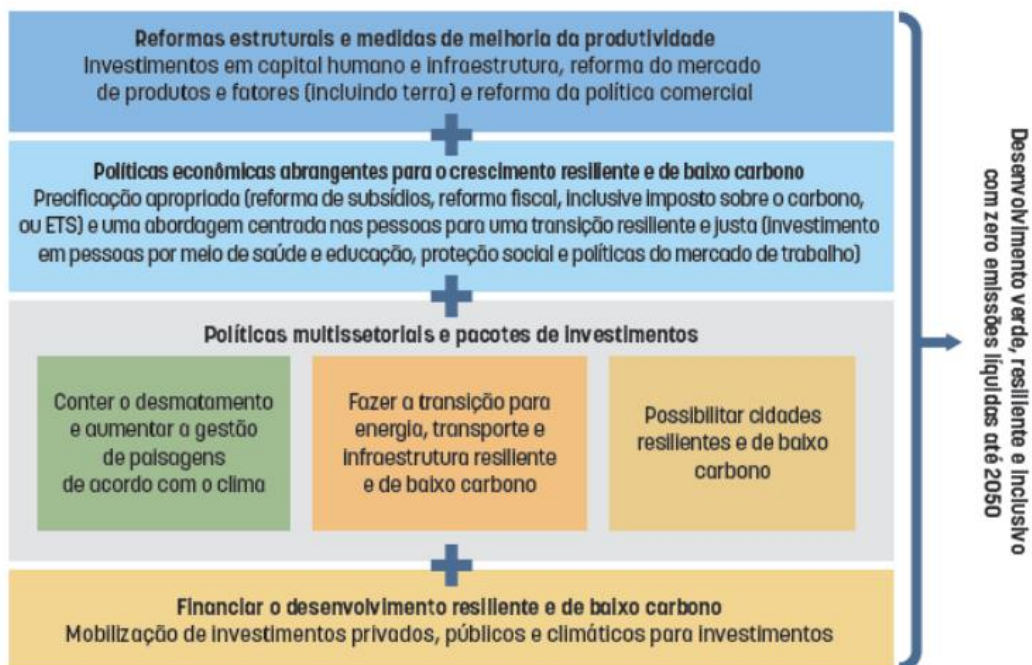 Reformas estruturais e medidas de melhoria da produtividade
Investimentos em capital humano e infraestrutura, reforma do mercado
de produtos e fatores (incluindo terra) e reforma da política comercial
Políticas econômicas abrangentes para o crescimento resiliente e de baixo carbono
Precificação apropriada (reforma de subsídios, reforma fiscal, inclusive imposto sobre o carbono,
ou ETS) e uma abordagem centrada nas pessoas para uma transição resiliente e justa (investimento
em pessoas por meio de saúde e educação, proteção social e políticas do mercado de trabalho)
Políticas multissetoriais e pacotes de investimentos
Conter o desmatamento
e aumentar a gestão
de paisagens
de acordo com o clima
Fazer a transição para
energia, transporte e
infraestrutura resiliente
e de baixo carbono
Possibilitar cidades
resilientes e de baixo
carbono
Financiar o desenvolvimento resiliente e de baixo carbono
Mobilização de investimentos privados, públicos e climáticos para investimentos
Desenvolvimento verde, resiliente e inclusivo
com zero emissões líquidas até 2050